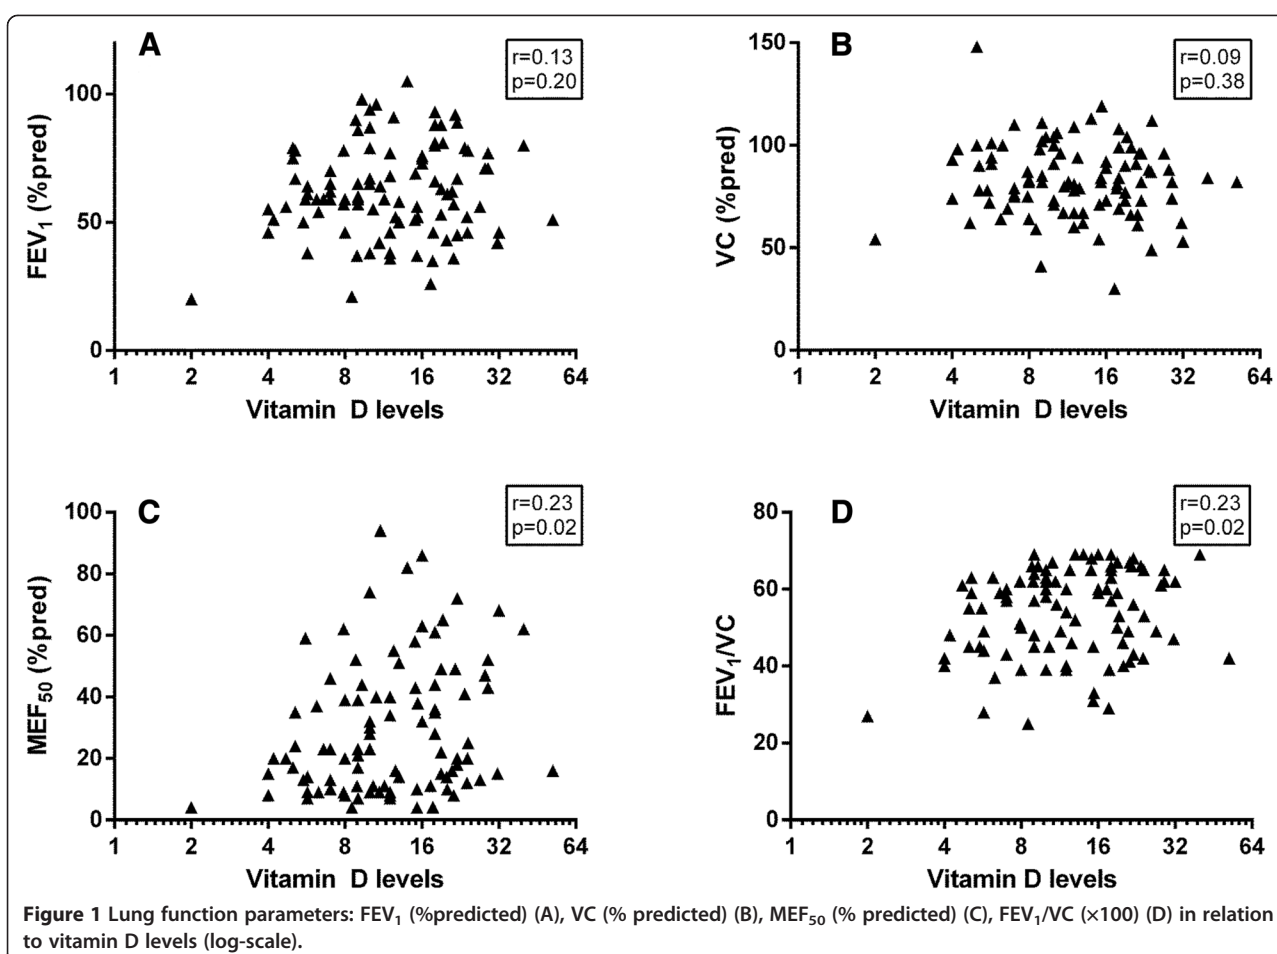 A
r=0.13
p=0.20
FEV1 (%pred)
100
50
0
1 2 4 8 16 32 64
Vitamin D levels
B
r=0.09
p=0.38
VC (%pred)
150
100
50
0
1 2 4 8 16 32 64
Vitamin D levels
C
r=0.23
p=0.02
MEF50 (%pred)
100
80
60
40
20
0
1 2 4 8 16 32 64
Vitamin D levels
D
r=0.23
p=0.02
FEV1/VC
80
60
40
20
0
1 2 4 8 16 32 64
Vitamin D levels
Figure 1 Lung function parameters: FEV1 (%predicted) (A), VC (% predicted) (B), MEF50 (% predicted) (C), FEV1/VC (×100) (D) in relation
to vitamin D levels (log-scale).